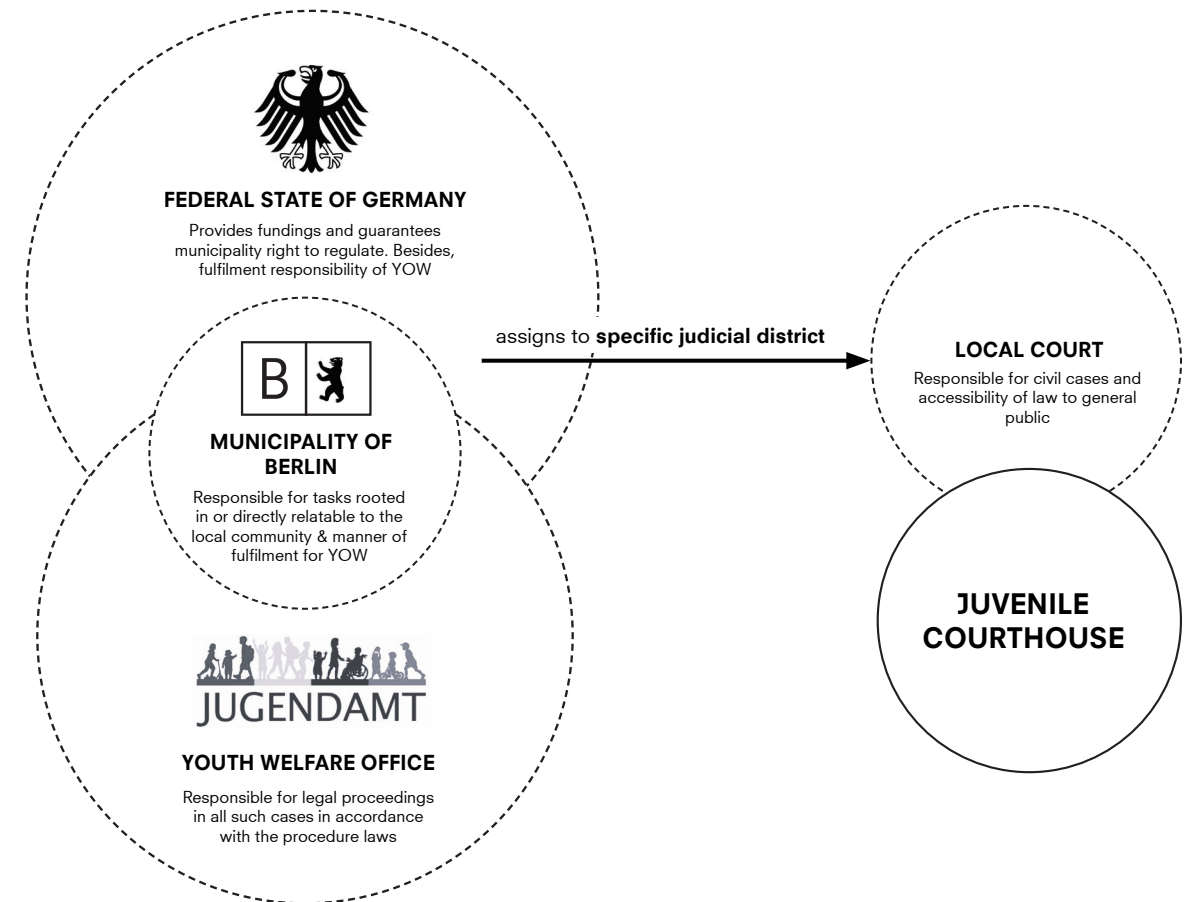 FEDERAL STATE OF GERMANY
Provides fundings and guarantees
municipality right to regulate. Besides,
fulfilment responsibility of YOW
assigns to specific judicial district
B
MUNICIPALITY OF
BERLIN
Responsible for tasks rooted
in or directly relatable to the
local community & manner of
fulfilment for YOW
JUGENDAMT
YOUTH WELFARE OFFICE
Responsible for legal proceedings
in all such cases in accordance
with the procedure laws
LOCAL COURT
Responsible for civil cases and
accessibility of law to general
public
JUVENILE
COURTHOUSE